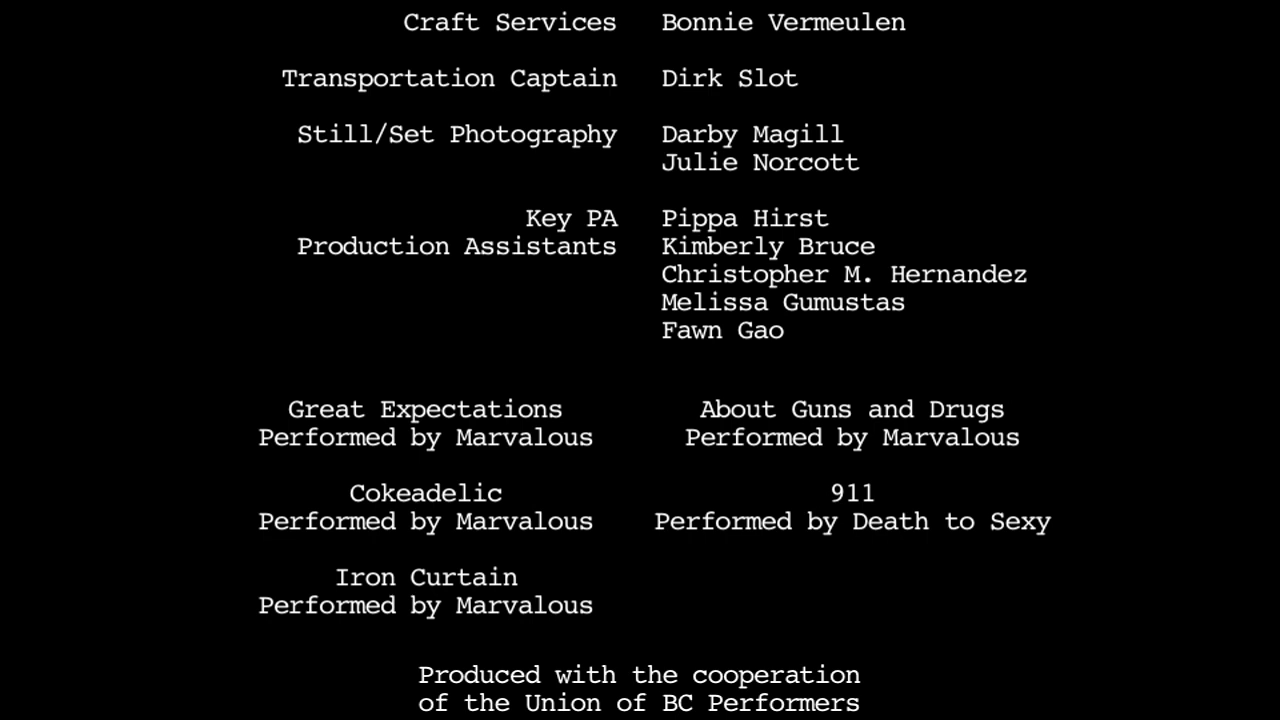 Craft Services Bonnie Vermeulen
Transportation Captain Dirk Slot
Still/Set Photography Darby Magill
Julie Norcott
Key PA Pippa Hirst
Production Assistants Kimberly Bruce
Christopher M. Hernandez
Melissa Gumustas
Fawn Gao
Great Expectations
Performed by Marvalous
About Guns and Drugs
Performed by Marvalous
Cokeadelic
Performed by Marvalous
911
Performed by Death to Sexy
Iron Curtain
Performed by Marvalous
Produced with the cooperation
of the Union of BC Performers